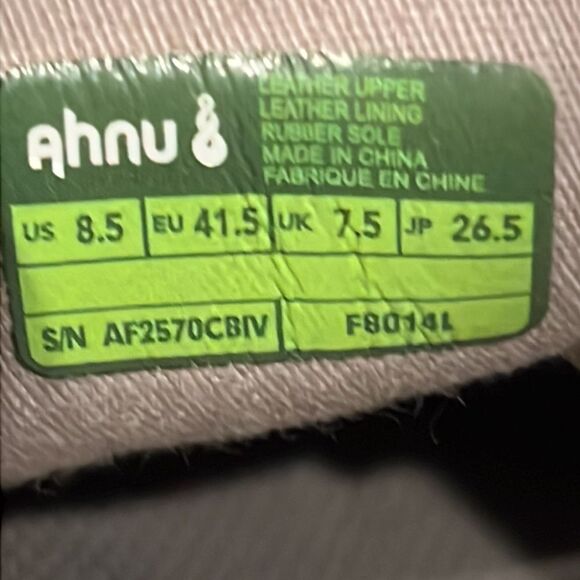 Ahnu
LEATHER UPPER
LEATHER LINING
RUBBER SOLE
MADE IN CHINA
FABRIQUE EN CHINE
US 8.5 EU 41.5 UK 7.5 JP 26.5
S/N AF2570CBIV F8014L